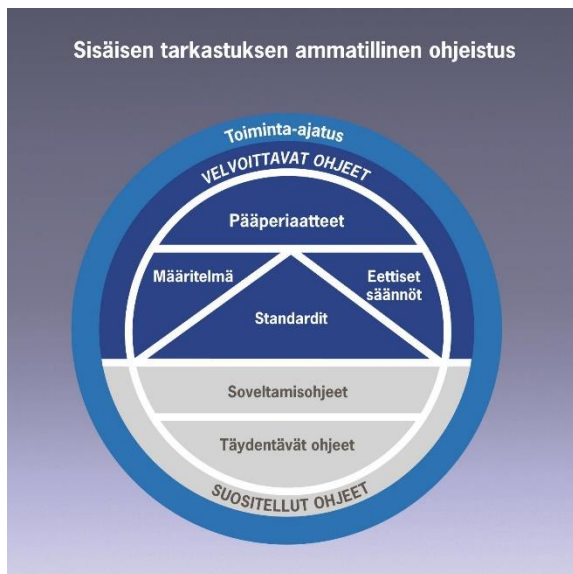 Sisäisen tarkastuksen ammatillinen ohjeistus
Toiminta-ajatus
VELVOITTAVAT OHJEET
Pääperiaatteet
Määritelmä
Eettiset
säännöt
Standardit
Soveltamisohjeet
Täydentävät ohjeet
SUOSITELLUT OHJEET